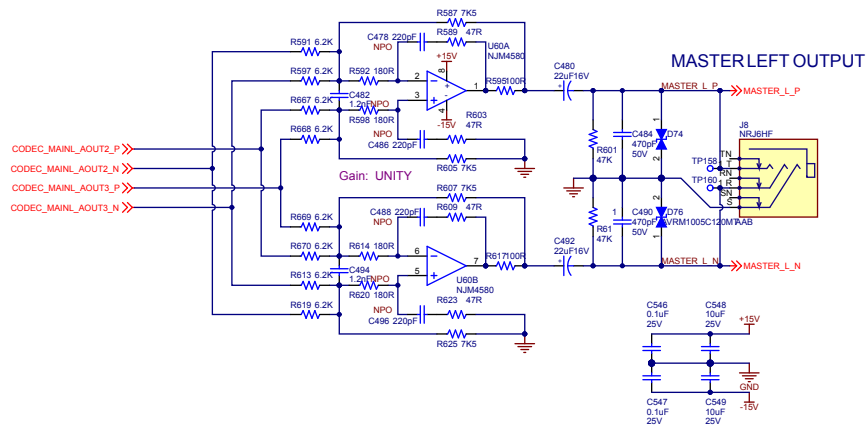 R587 7K5
C478 220pF
R589
47R
NPO
U60A
NJM4580
R591 6.2K
+15V
C480
22uF16V
MASTER LEFT OUTPUT
R597 6.2K
R592 180R
8
2
1
R595100R
MASTER_L_P
MASTER_L_P
C482
1.2nF
NPO
3
R667 6.2K
R598 180R
4
-15V
J8
NRJ6HF
R603
47R
C484
470pF
50V
1
D74
2
R668 6.2K
C486 220pF
NPO
R601
47K
CODEC_MAINL_AOUT2_P
CODEC_MAINL_AOUT2_N
CODEC_MAINL_AOUT3_P
CODEC_MAINL_AOUT3_N
R605 7K5
TN
TP158
T
RN
TP160
1
R
SN
S
Gain: UNITY
R607 7K5
R609
47R
C488 220pF
NPO
R669 6.2K
R61
47K
1
C490
470pF
50V
2
D76
AVRM1005C120MTAAB
1
C492
22uF16V
R670 6.2K
R614 180R
6
7
R617100R
MASTER_L_N
MASTER_L_N
C494
1.2nF
NPO
5
R613 6.2K
R620 180R
U60B
NJM4580
R623
47R
R619 6.2K
NPO
C496 220pF
R625 7K5
C546
0.1uF
25V
C548
10uF
25V
+15V
GND
C547
0.1uF
25V
C549
10uF
25V
-15V